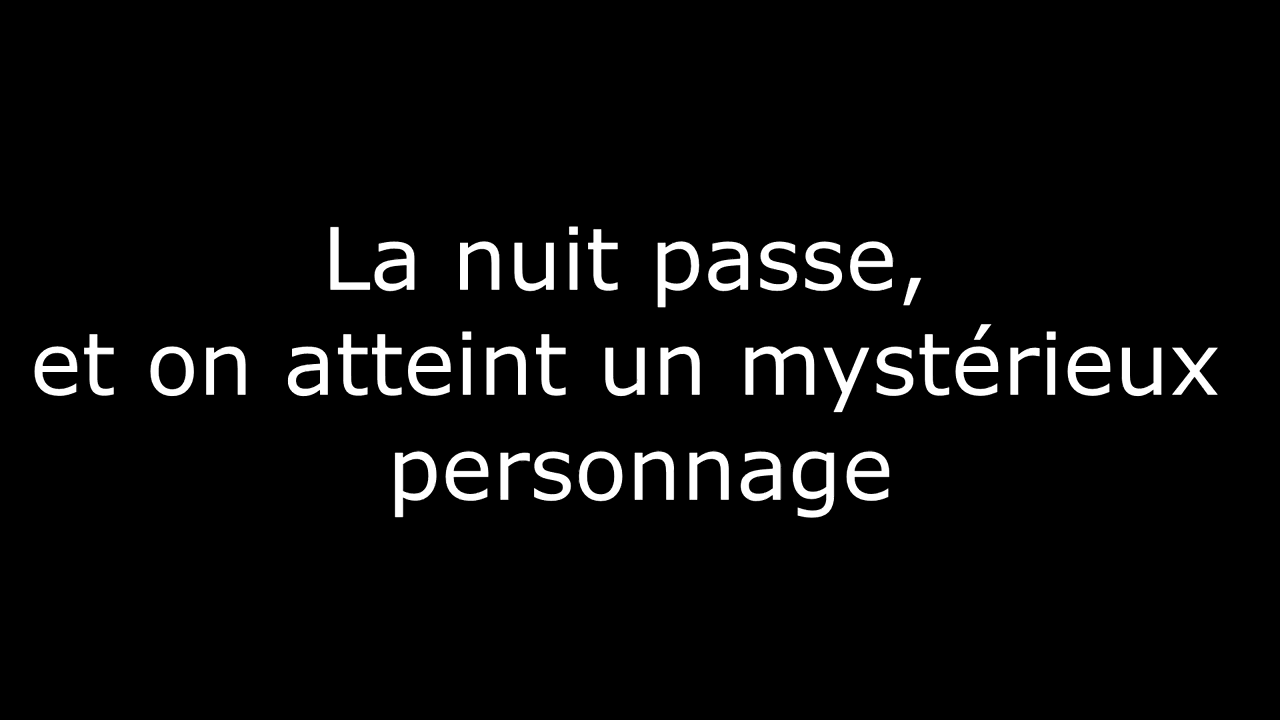 La nuit passe,
et on atteint un mystérieux
personnage